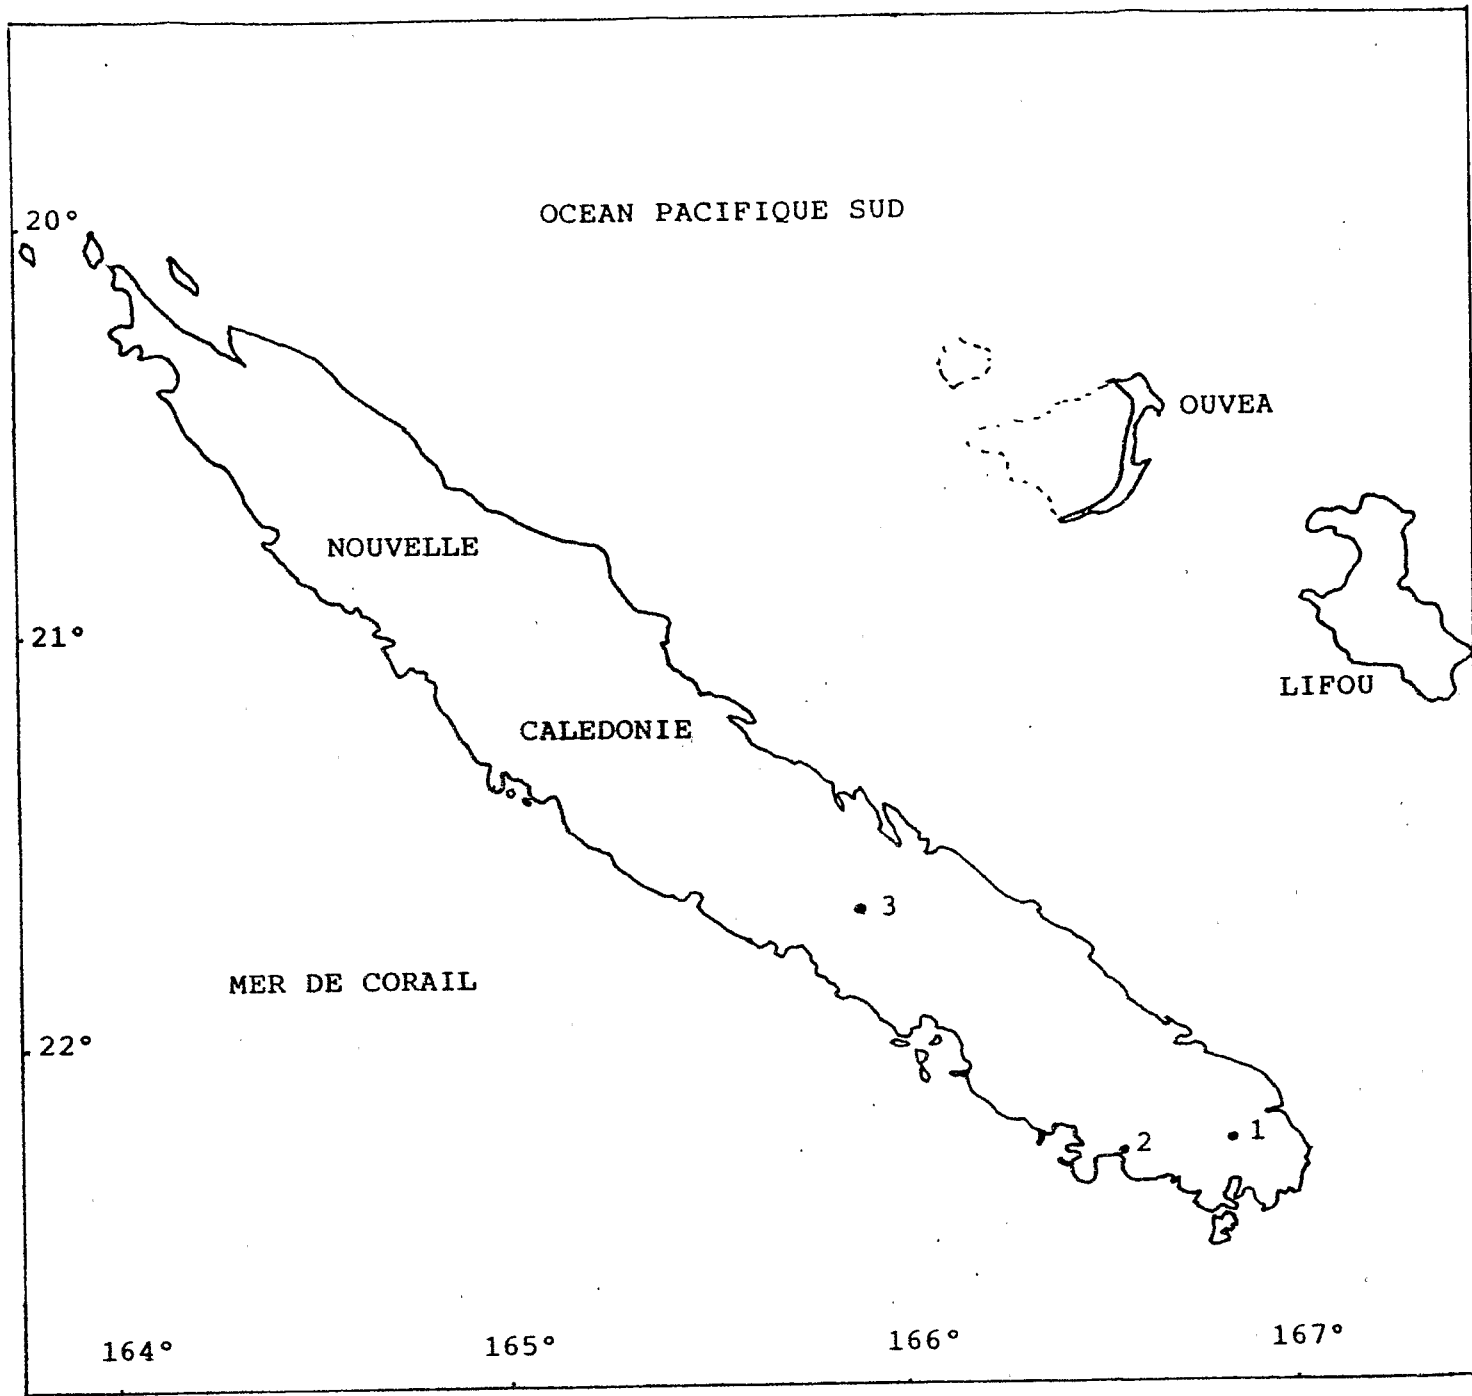 OCEAN PACIFIQUE SUD
20°
OUVEA
NOUVELLE
21°
LIFOU
CALEDONIE
3
MER DE CORAIL
22°
2
1
164°
165°
166°
167°